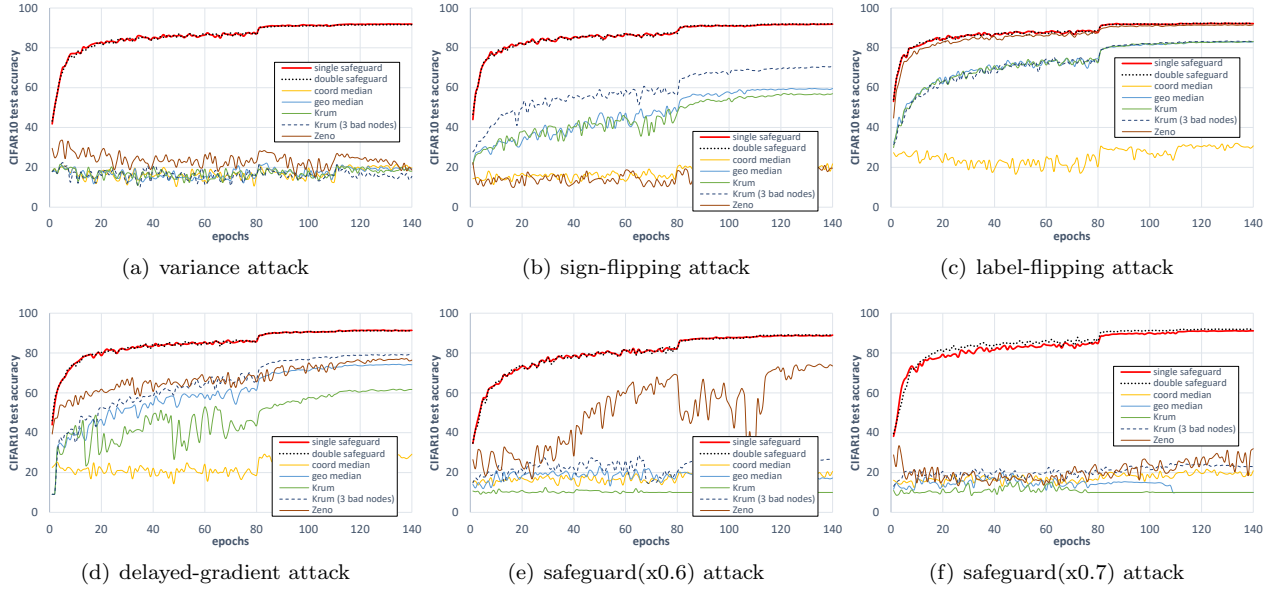 CIFAR10 test accuracy
100
80
60
40
20
0
single safeguard
double safeguard
coord median
geo median
Krum
Krum (3 bad nodes)
Zeno
0 20 40 60 80 100 120 140
epochs
(a) variance attack
CIFAR10 test accuracy
100
80
60
40
20
0
single safeguard
double safeguard
coord median
geo median
Krum
Krum (3 bad nodes)
Zeno
0 20 40 60 80 100 120 140
epochs
(b) sign-flipping attack
CIFAR10 test accuracy
100
80
60
40
20
0
single safeguard
double safeguard
coord median
geo median
Krum
Krum (3 bad nodes)
Zeno
0 20 40 60 80 100 120 140
epochs
(c) label-flipping attack
CIFAR10 test accuracy
100
80
60
40
20
0
single safeguard
double safeguard
coord median
geo median
Krum
Krum (3 bad nodes)
Zeno
0 20 40 60 80 100 120 140
epochs
(d) delayed-gradient attack
CIFAR10 test accuracy
100
80
60
40
20
0
single safeguard
double safeguard
coord median
geo median
Krum
Krum (3 bad nodes)
Zeno
0 20 40 60 80 100 120 140
epochs
(e) safeguard(x0.6) attack
CIFAR10 test accuracy
100
80
60
40
20
0
single safeguard
double safeguard
coord median
geo median
Krum
Krum (3 bad nodes)
Zeno
0 20 40 60 80 100 120 140
epochs
(f) safeguard(x0.7) attack